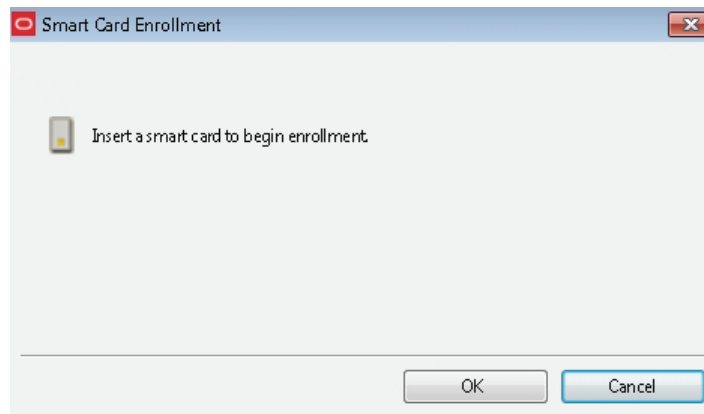 Smart Card Enrollment
Insert a smart card to begin enrollment.
OK
Cancel